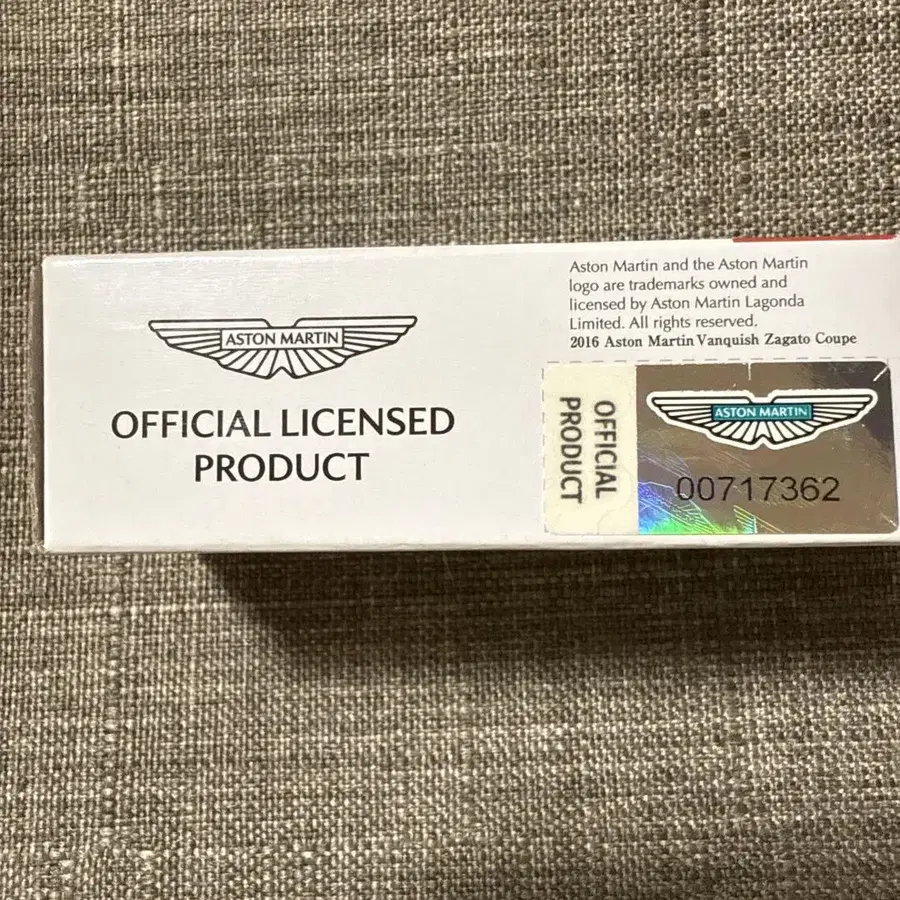 ASTON MARTIN
OFFICIAL LICENSED
PRODUCT
Aston Martin and the Aston Martin
logo are trademarks owned and
licensed by Aston Martin Lagonda
Limited. All rights reserved.
2016 Aston Martin Vanquish Zagato Coupe
OFFICIAL
PRODUCT
ASTON MARTIN
00717362